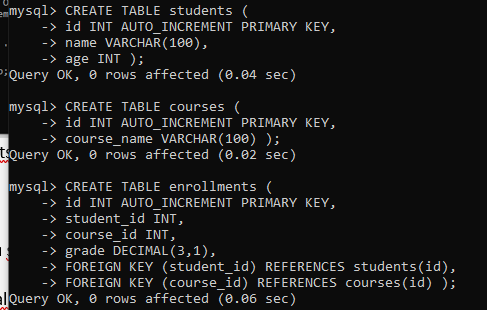 mysql> CREATE TABLE students (
    -> id INT AUTO_INCREMENT PRIMARY KEY,
    -> name VARCHAR(100),
    -> age INT );
Query OK, 0 rows affected (0.04 sec)

mysql> CREATE TABLE courses (
    -> id INT AUTO_INCREMENT PRIMARY KEY,
    -> course_name VARCHAR(100) );
Query OK, 0 rows affected (0.02 sec)

mysql> CREATE TABLE enrollments (
    -> id INT AUTO_INCREMENT PRIMARY KEY,
    -> student_id INT,
    -> course_id INT,
    -> grade DECIMAL(3,1),
    -> FOREIGN KEY (student_id) REFERENCES students(id),
    -> FOREIGN KEY (course_id) REFERENCES courses(id) );
Query OK, 0 rows affected (0.06 sec)